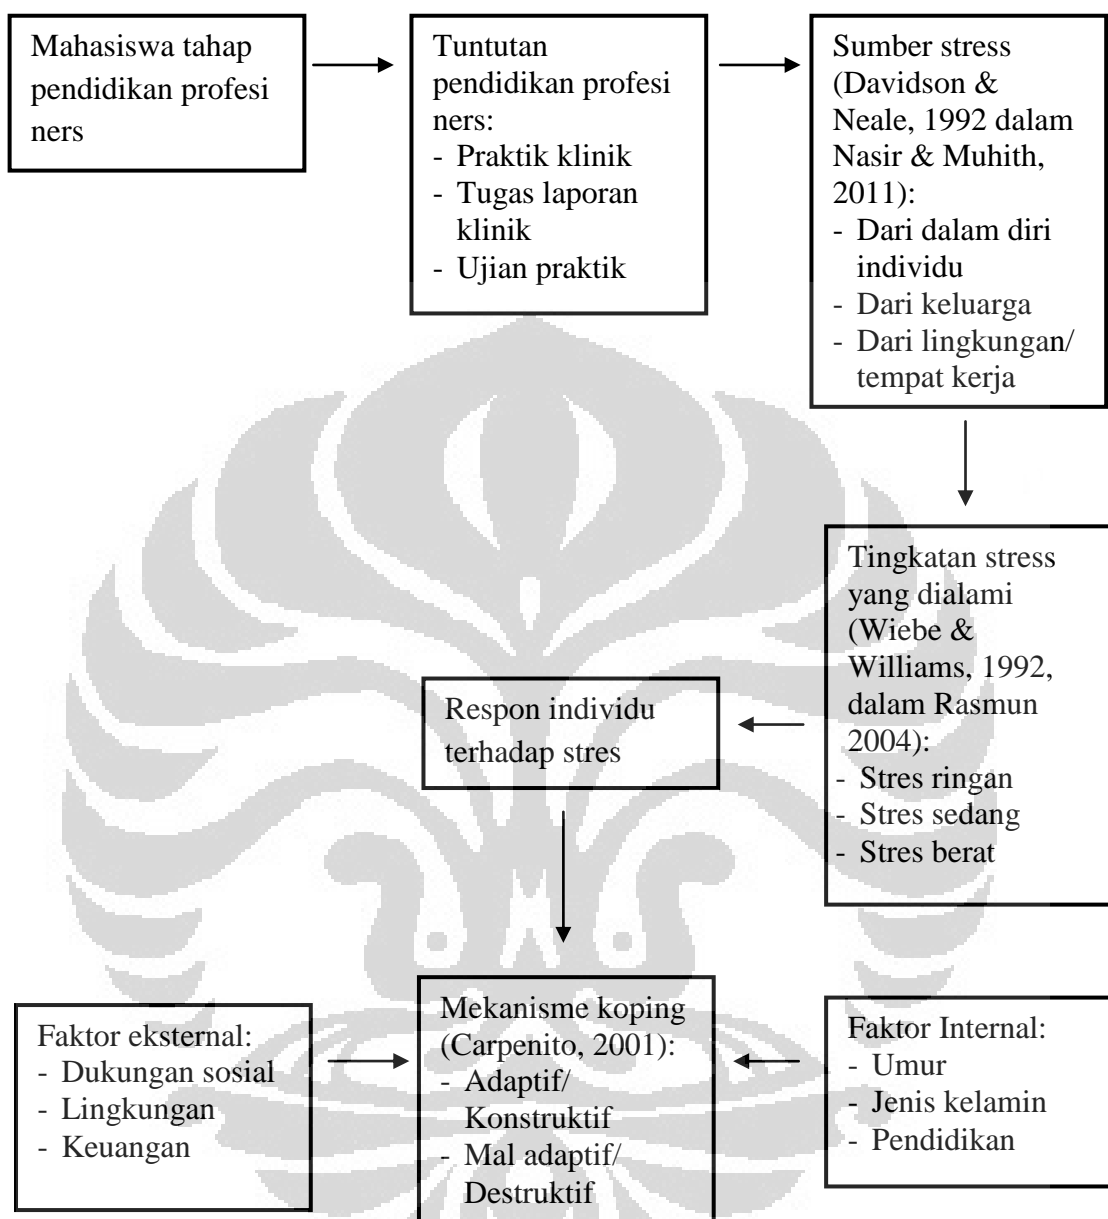 Mahasiswa tahap
pendidikan profesi
ners
Tuntutan
pendidikan profesi
ners:
- Praktik klinik
- Tugas laporan
klinik
- Ujian praktik
Sumber stress
(Davidson &
Neale, 1992 dalam
Nasir & Muhith,
2011):
- Dari dalam diri
individu
- Dari keluarga
- Dari lingkungan/
tempat kerja
Tingkatan stress
yang dialami
(Wiebe &
Williams, 1992,
dalam Rasmun
2004):
- Stres ringan
- Stres sedang
- Stres berat
Respon individu
terhadap stres
Faktor eksternal:
- Dukungan sosial
- Lingkungan
- Keuangan
Mekanisme koping
(Carpenito, 2001):
- Adaptif/
Konstruktif
- Mal adaptif/
Destruktif
Faktor Internal:
- Umur
- Jenis kelamin
- Pendidikan